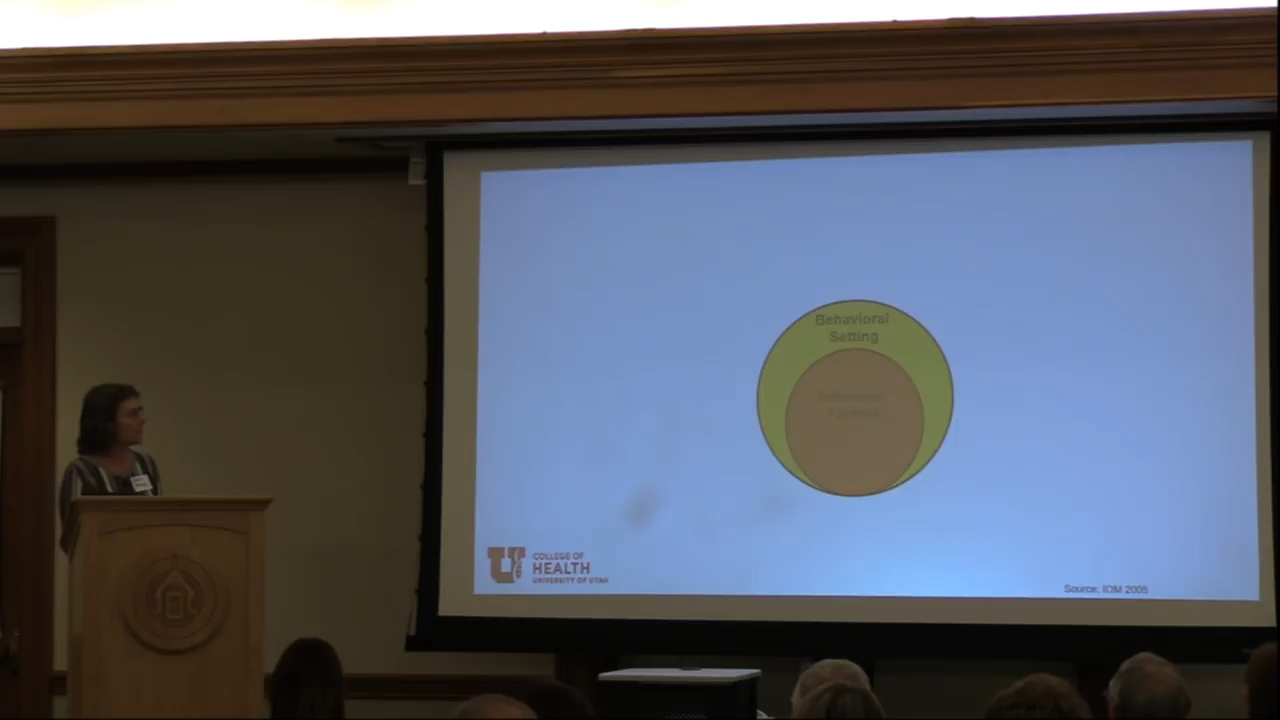 Behavioral
Setting
COLLEGE OF
HEALTH
UNIVERSITY OF UTAH
Source: IOM 2005